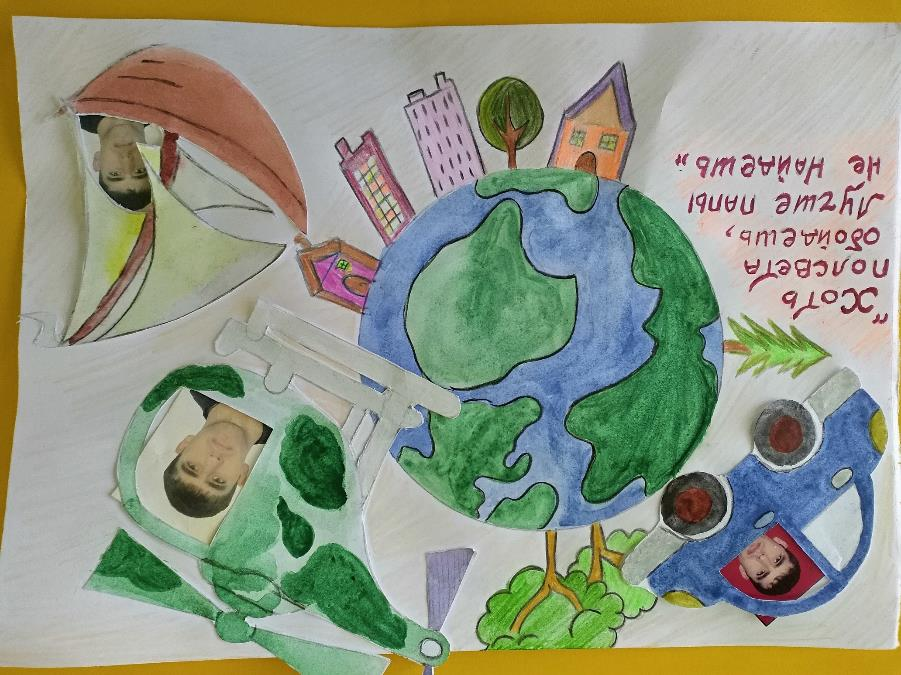 "Хоть
полсвета
обойдешь,
Лучше папы
не найдешь"